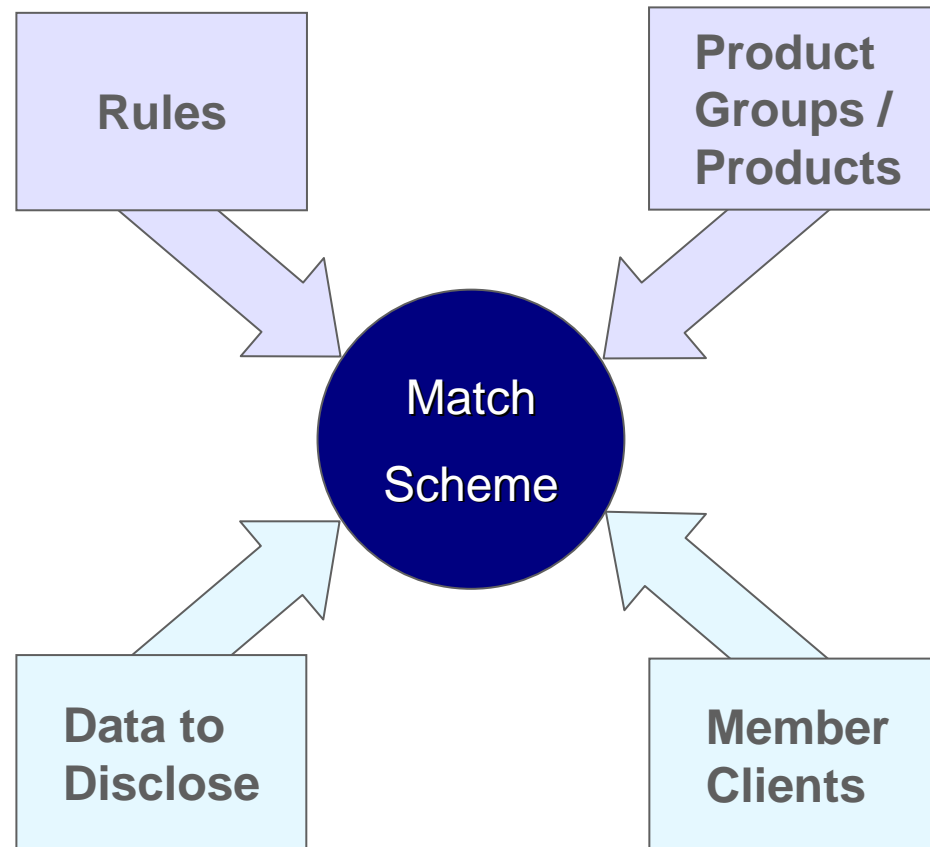 Rules
Product
Groups /
Products
Match
Scheme
Data to
Disclose
Member
Clients